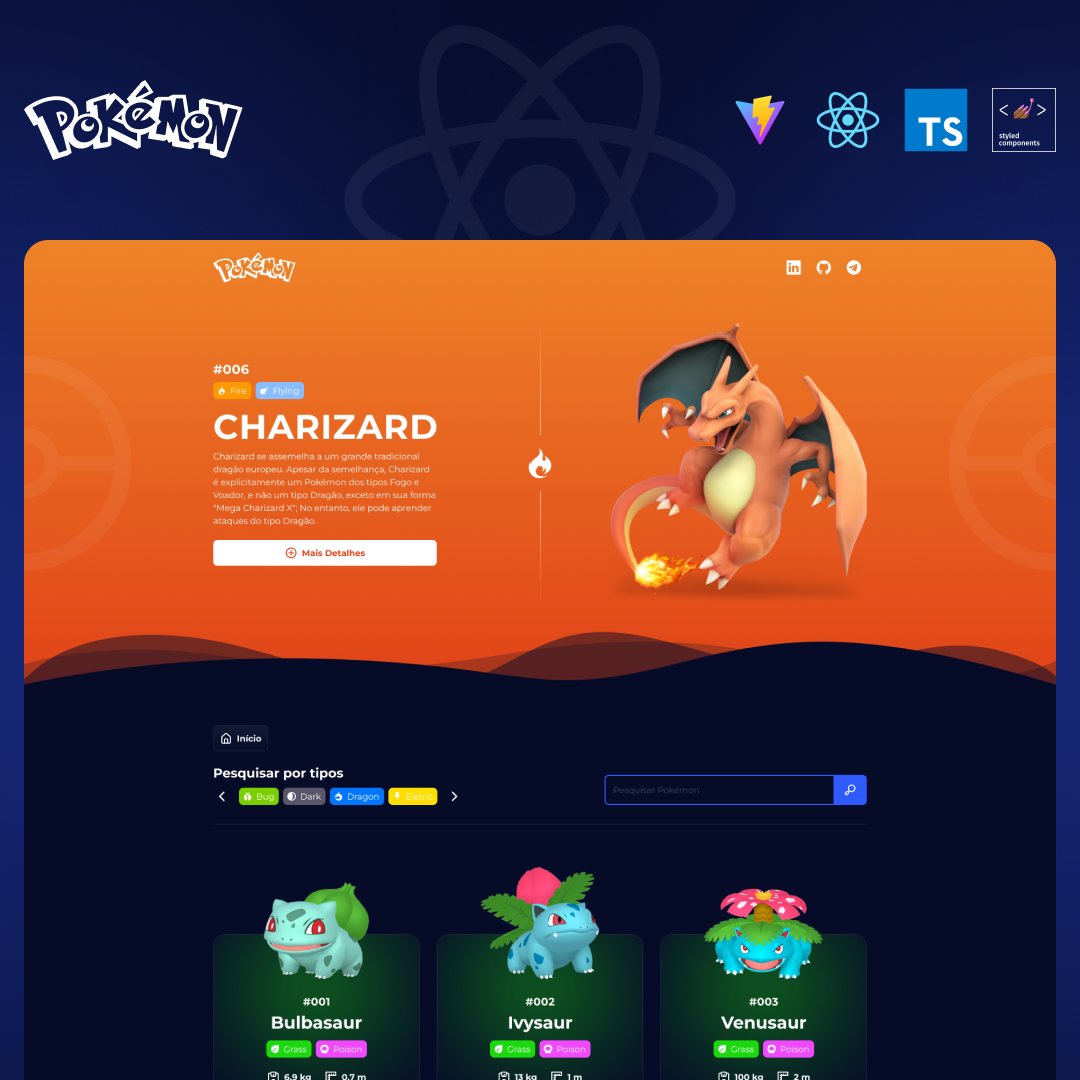 POKéMON
TS
< >
styled
components
POKéMON
in
#006
Fire Flying
CHARIZARD
Charizard se assemelha a um grande tradicional
dragão europeu. Apesar da semelhança, Charizard
é explicitamente um Pokémon dos tipos Fogo e
Voador, e não um tipo Dragão, exceto em sua forma
"Mega Charizard X"; No entanto, ele pode aprender
ataques do tipo Dragão.
Mais Detalhes
Início
Pesquisar por tipos
Bug Dark Dragon Eletric
Pesquisar Pokémon
#001
Bulbasaur
Grass Poison
6.9 kg 0.7 m
#002
Ivysaur
Grass Poison
13 kg 1 m
#003
Venusaur
Grass Poison
100 kg 2 m